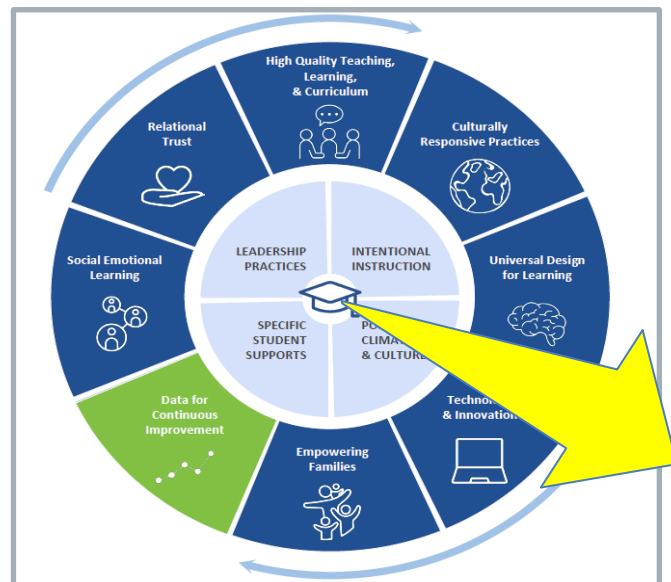 High Quality Teaching,
Learning,
& Curriculum
Culturally
Responsive Practices
Universal Design
for Learning
& Innovation
Empowering
Families
Data for
Continuous
Improvement
Social Emotional
Learning
Relational
Trust
LEADERSHIP
PRACTICES
INTENTIONAL
INSTRUCTION
SPECIFIC
STUDENT
SUPPORTS
& CULTURE